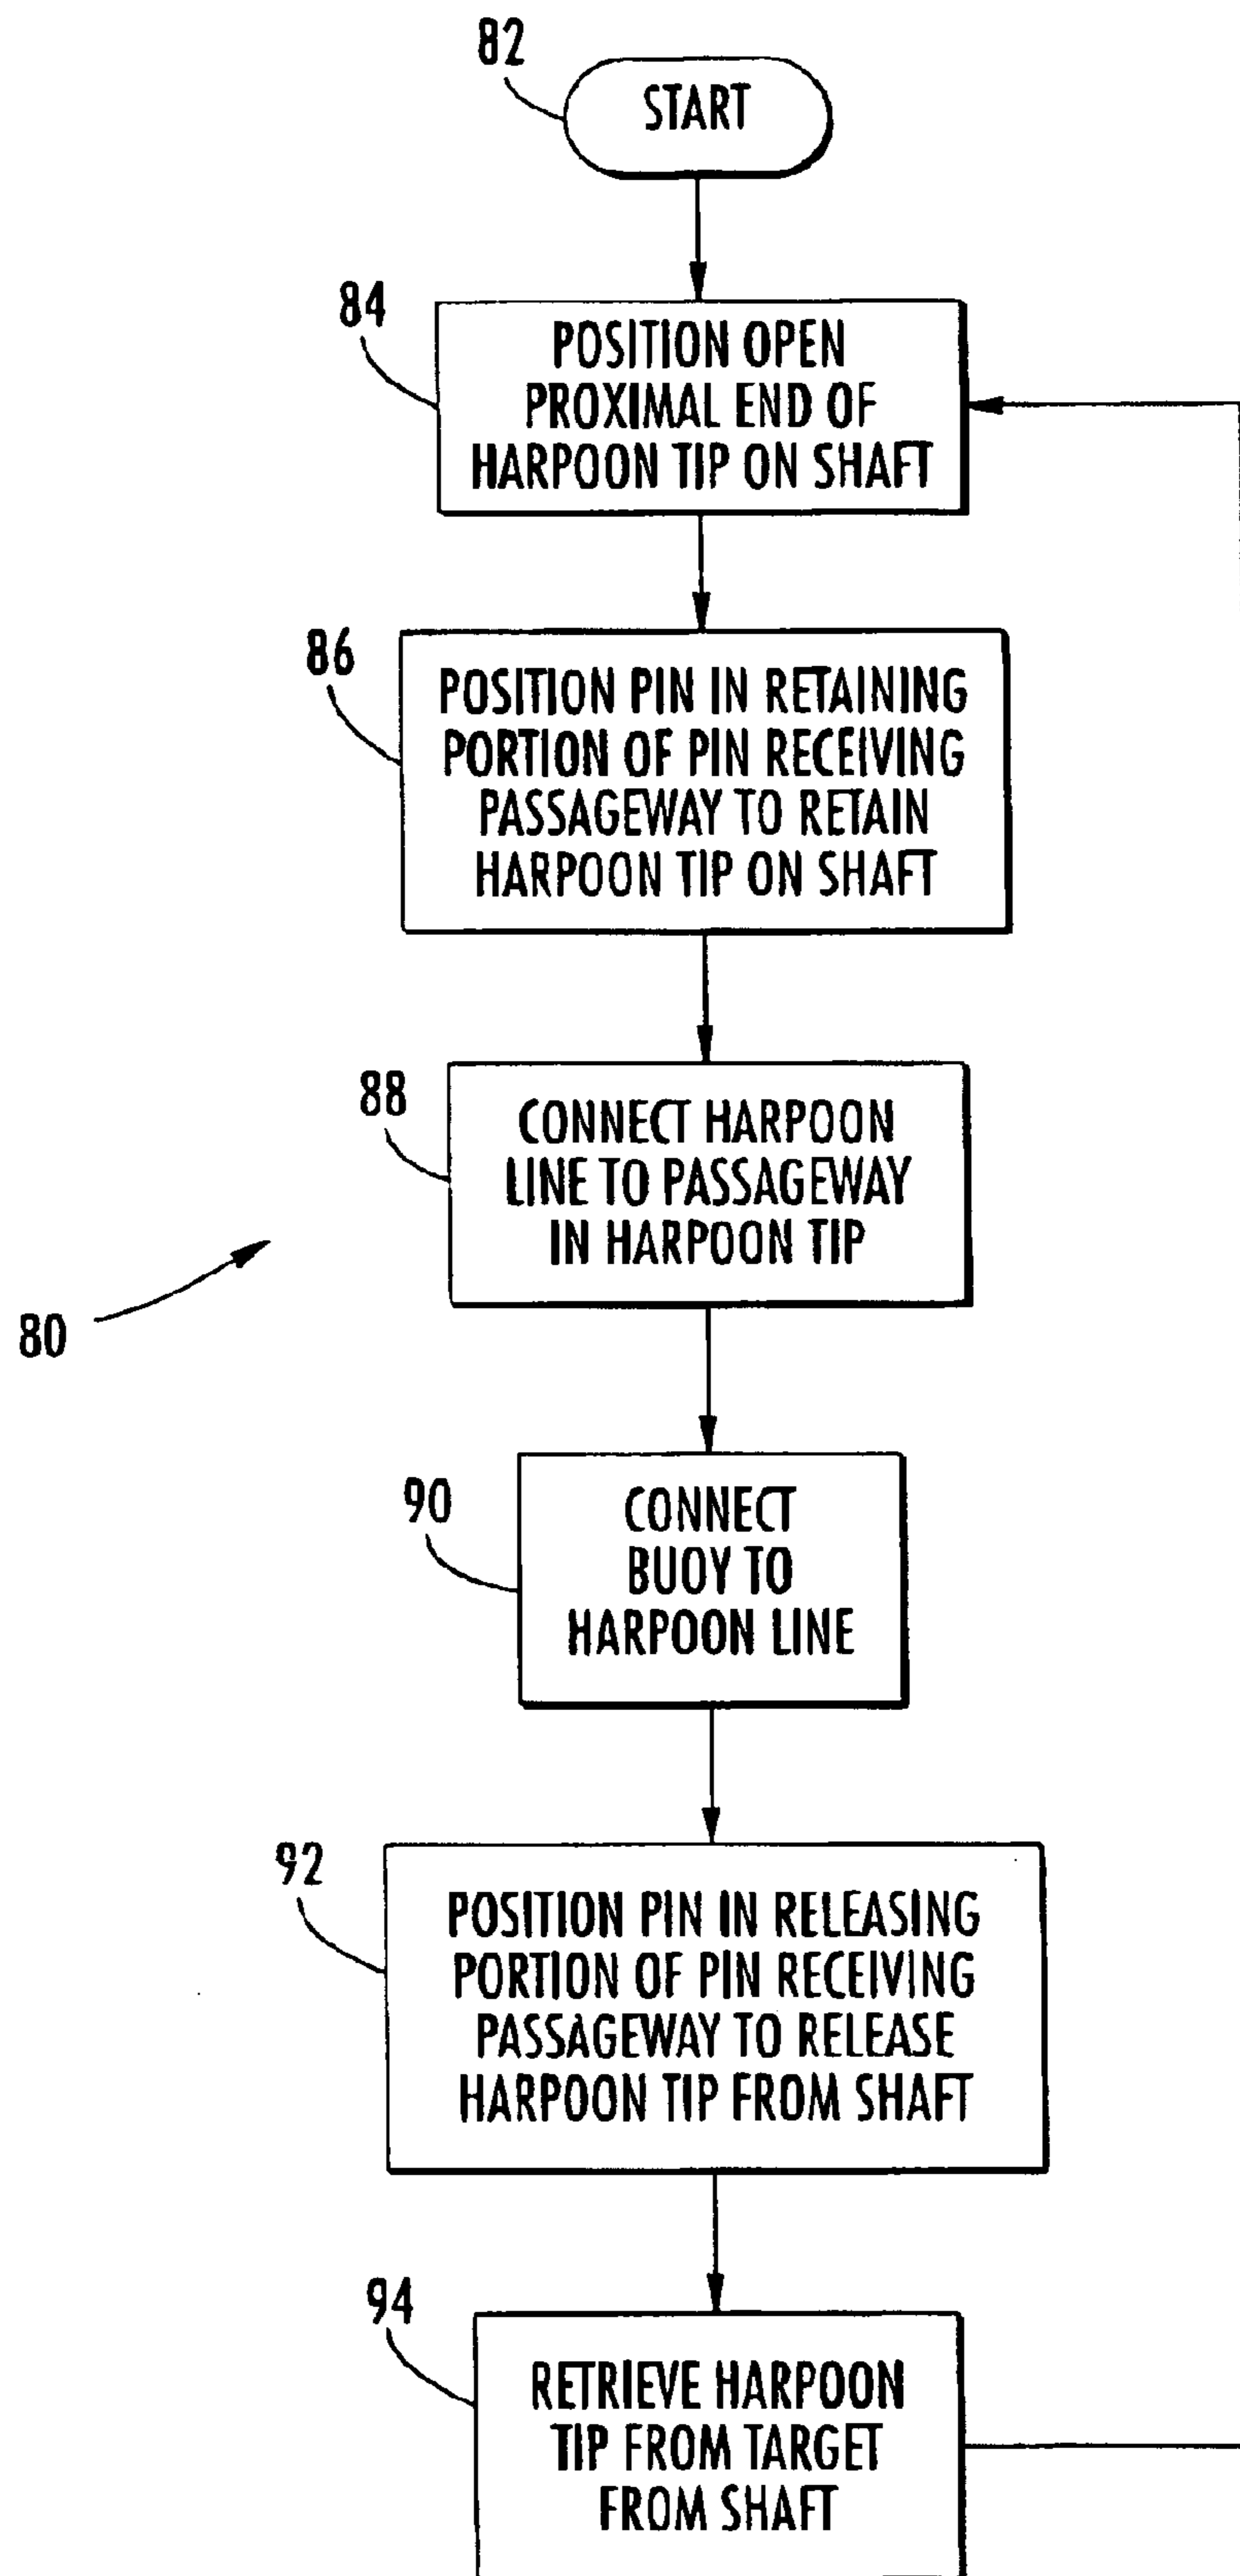 82
START
84
POSITION OPEN
PROXIMAL END OF
HARPOON TIP ON SHAFT
86
POSITION PIN IN RETAINING
PORTION OF PIN RECEIVING
PASSAGEWAY TO RETAIN
HARPOON TIP ON SHAFT
88
CONNECT HARPOON
LINE TO PASSAGEWAY
IN HARPOON TIP
80
90
CONNECT
BUOY TO
HARPOON LINE
92
POSITION PIN IN RELEASING
PORTION OF PIN RECEIVING
PASSAGEWAY TO RELEASE
HARPOON TIP FROM SHAFT
94
RETRIEVE HARPOON
TIP FROM TARGET
FROM SHAFT